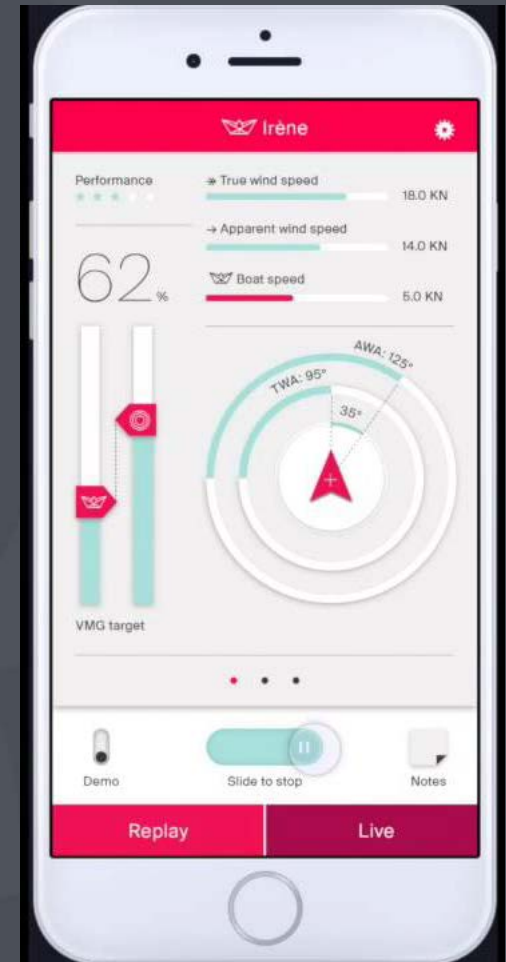 Irène
Performance
62 %
True wind speed
18.0 KN
Apparent wind speed
14.0 KN
Boat speed
5.0 KN
AWA: 125°
TWA: 95°
35°
VMG target
Demo
Slide to stop
Notes
Replay
Live